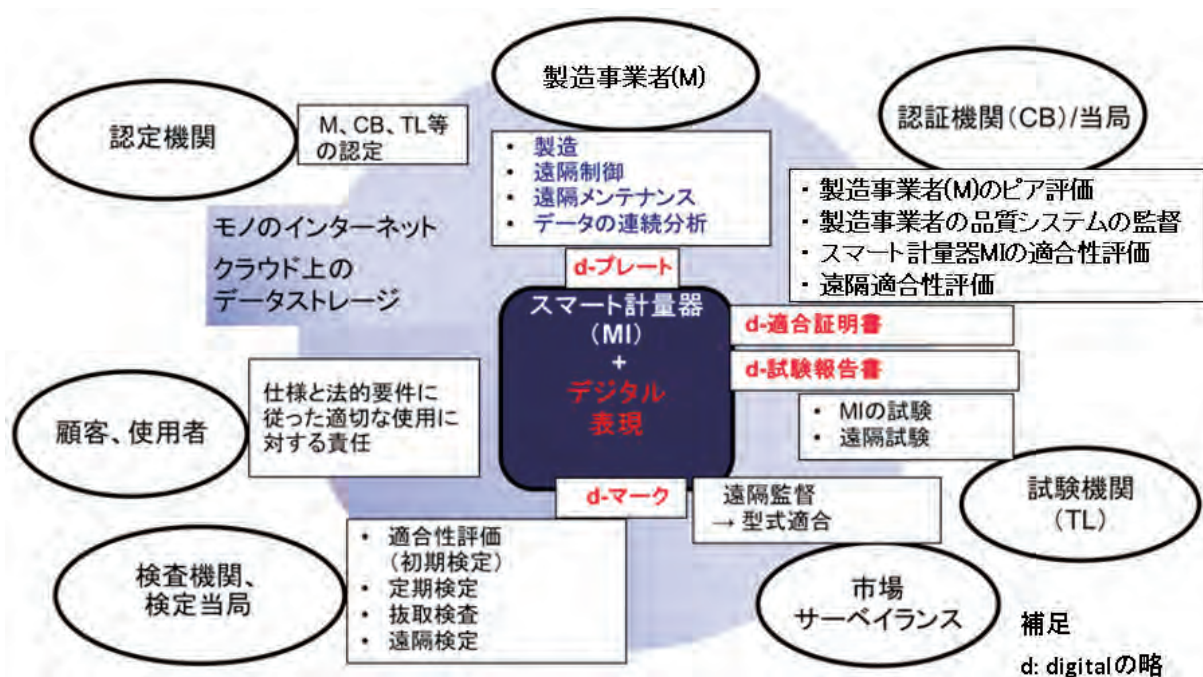 製造事業者(M)
認定機関
M、CB、TL等
の認定
認証機関(CB)/当局
・製造
・遠隔制御
・遠隔メンテナンス
・データの連続分析
・製造事業者(M)のピア評価
・製造事業者の品質システムの監督
・スマート計量器MIの適合性評価
・遠隔適合性評価
モノのインターネット
クラウド上の
データストレージ
d-プレート
スマート計量器
(MI)
+
デジタル
表現
d-適合証明書
d-試験報告書
・MIの試験
・遠隔試験
顧客、使用者
仕様と法的要件に
従った適切な使用に
対する責任
試験機関
(TL)
d-マーク
遠隔監督
→ 型式適合
検査機関、
検定当局
・適合性評価
(初期検定)
・定期検定
・抜取検査
・遠隔検定
市場
サーベイランス
補足
d: digitalの略